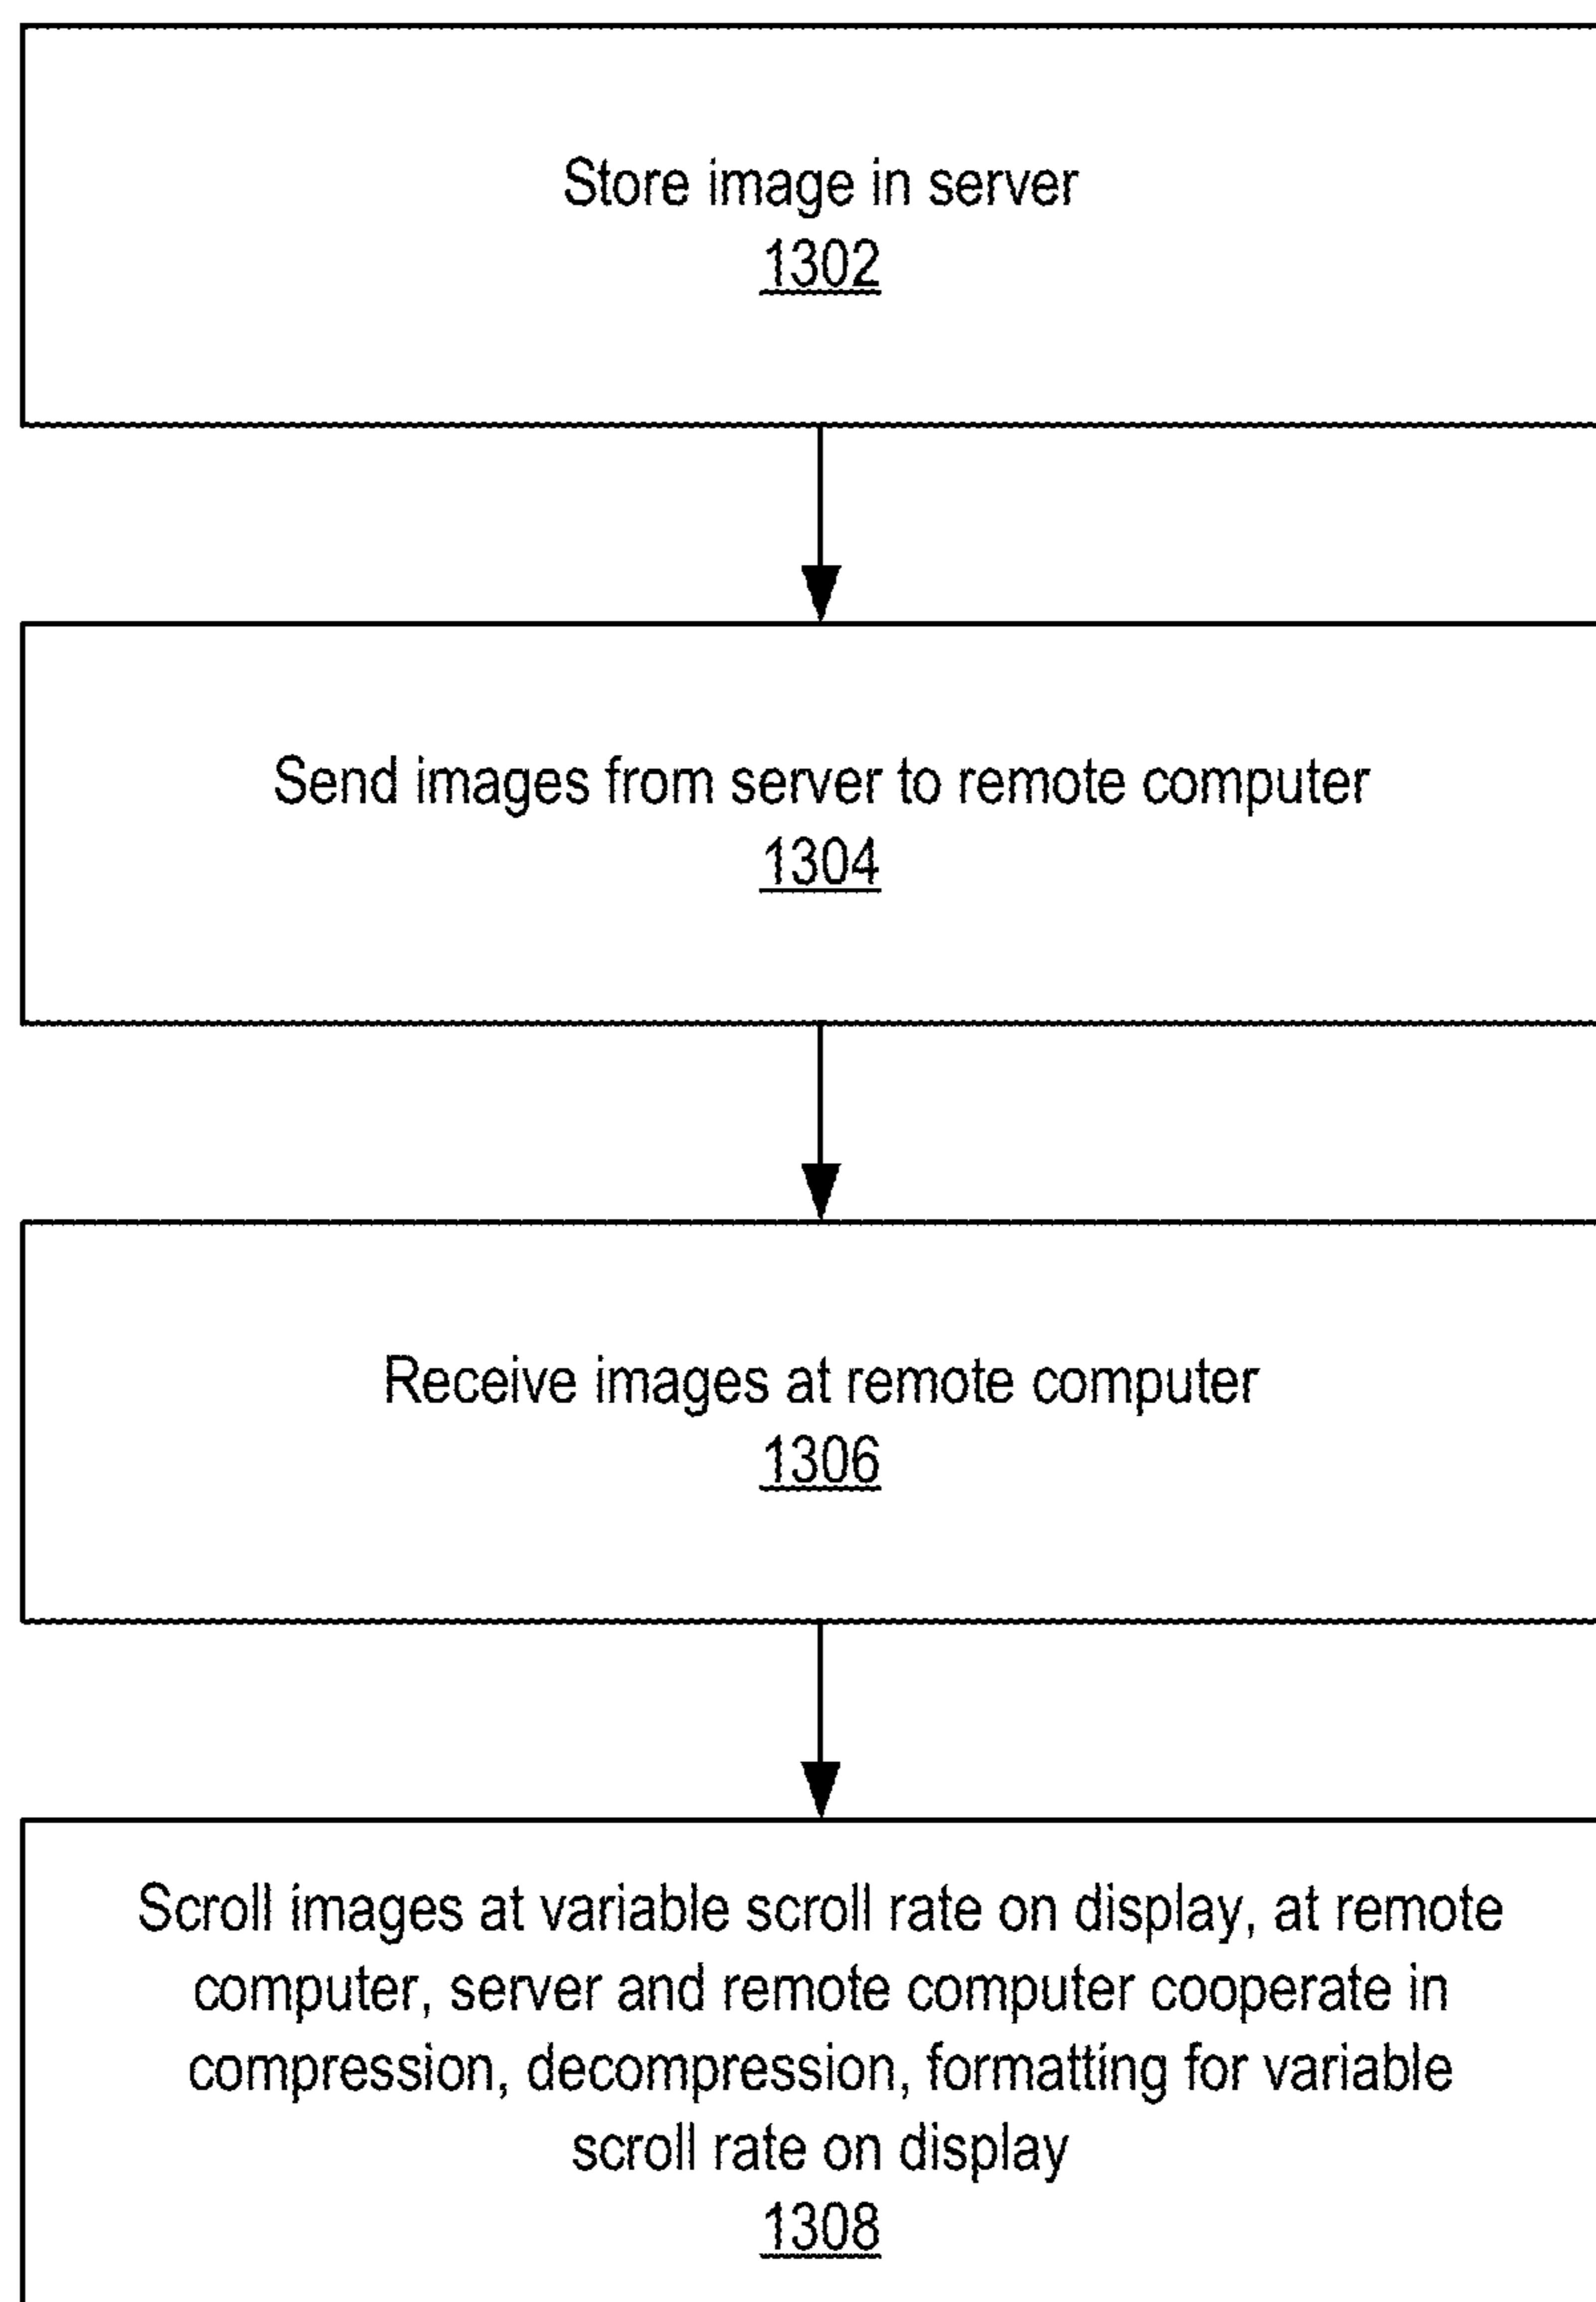 Store image in server
1302
Send images from server to remote computer
1304
Receive images at remote computer
1306
Scroll images at variable scroll rate on display, at remote
computer, server and remote computer cooperate in
compression, decompression, formatting for variable
scroll rate on display
1308